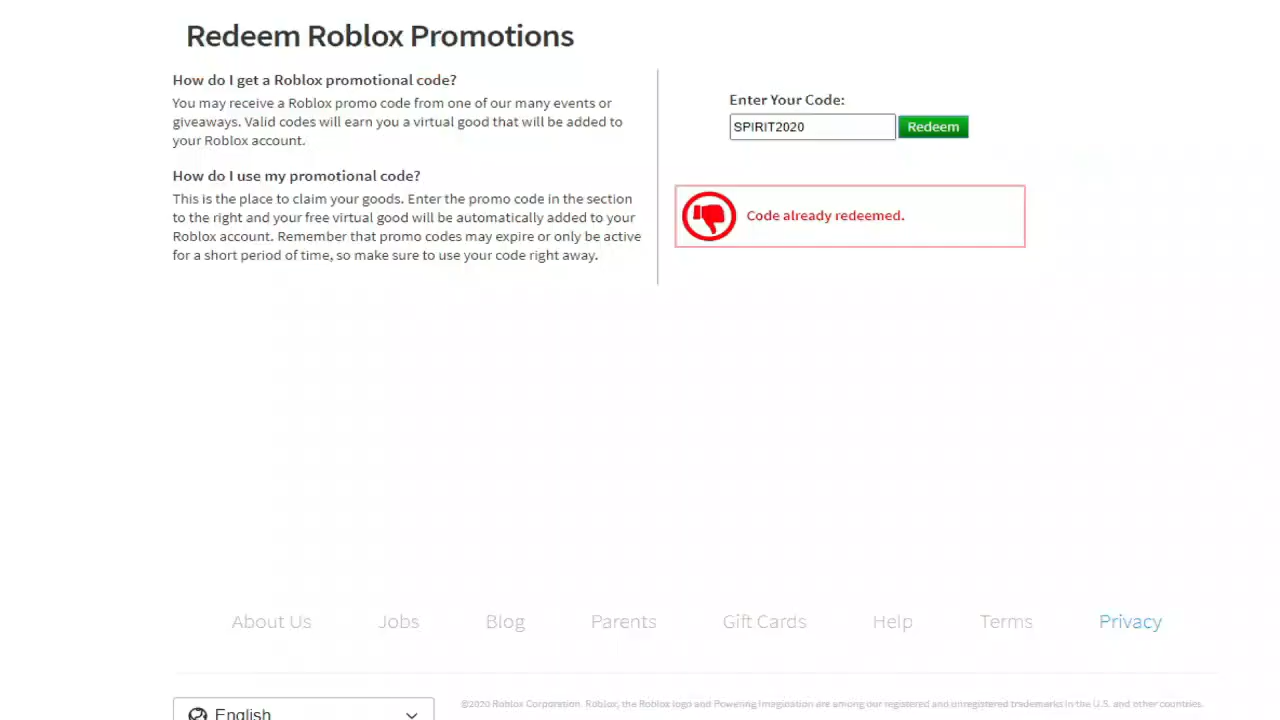 Redeem Roblox Promotions
How do I get a Roblox promotional code?
You may receive a Roblox promo code from one of our many events or
giveaways. Valid codes will earn you a virtual good that will be added to
your Roblox account.
How do I use my promotional code?
This is the place to claim your goods. Enter the promo code in the section
to the right and your free virtual good will be automatically added to your
Roblox account. Remember that promo codes may expire or only be active
for a short period of time, so make sure to use your code right away.
Enter Your Code:
SPIRIT2020 Redeem
Code already redeemed.
About Us Jobs Blog Parents Gift Cards Help Terms Privacy
English
©2020 Roblox Corporation. Roblox, the Roblox logo and Powering Imagination are among our registered and unregistered trademarks in the U.S. and other countries.